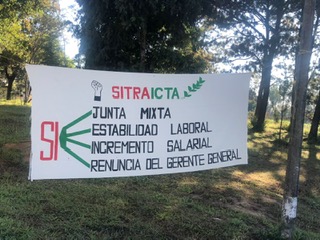 SITRAICTA
SI
JUNTA MIXTA
ESTABILIDAD LABORAL
INCREMENTO SALARIAL
RENUNCIA DEL GERENTE GENERAL